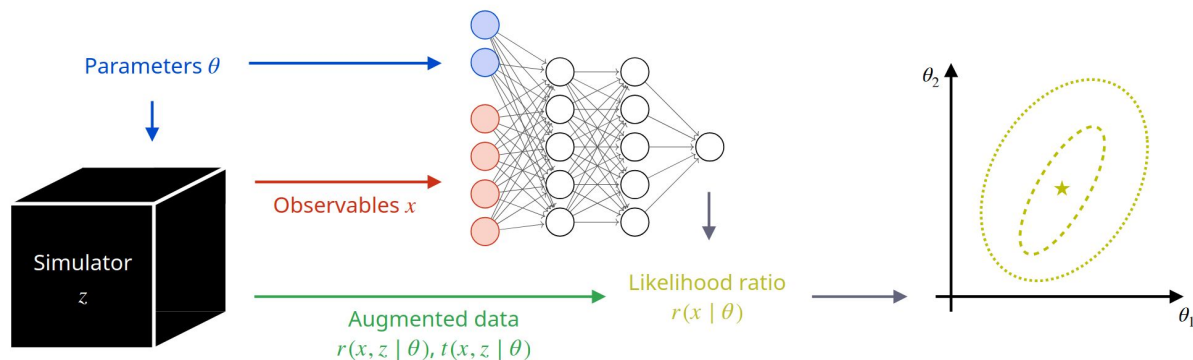 Parameters θ
Observables x
Simulator
z
Augmented data
r(x, z | θ), t(x, z | θ)
Likelihood ratio
r(x | θ)
θ₂
θ₁